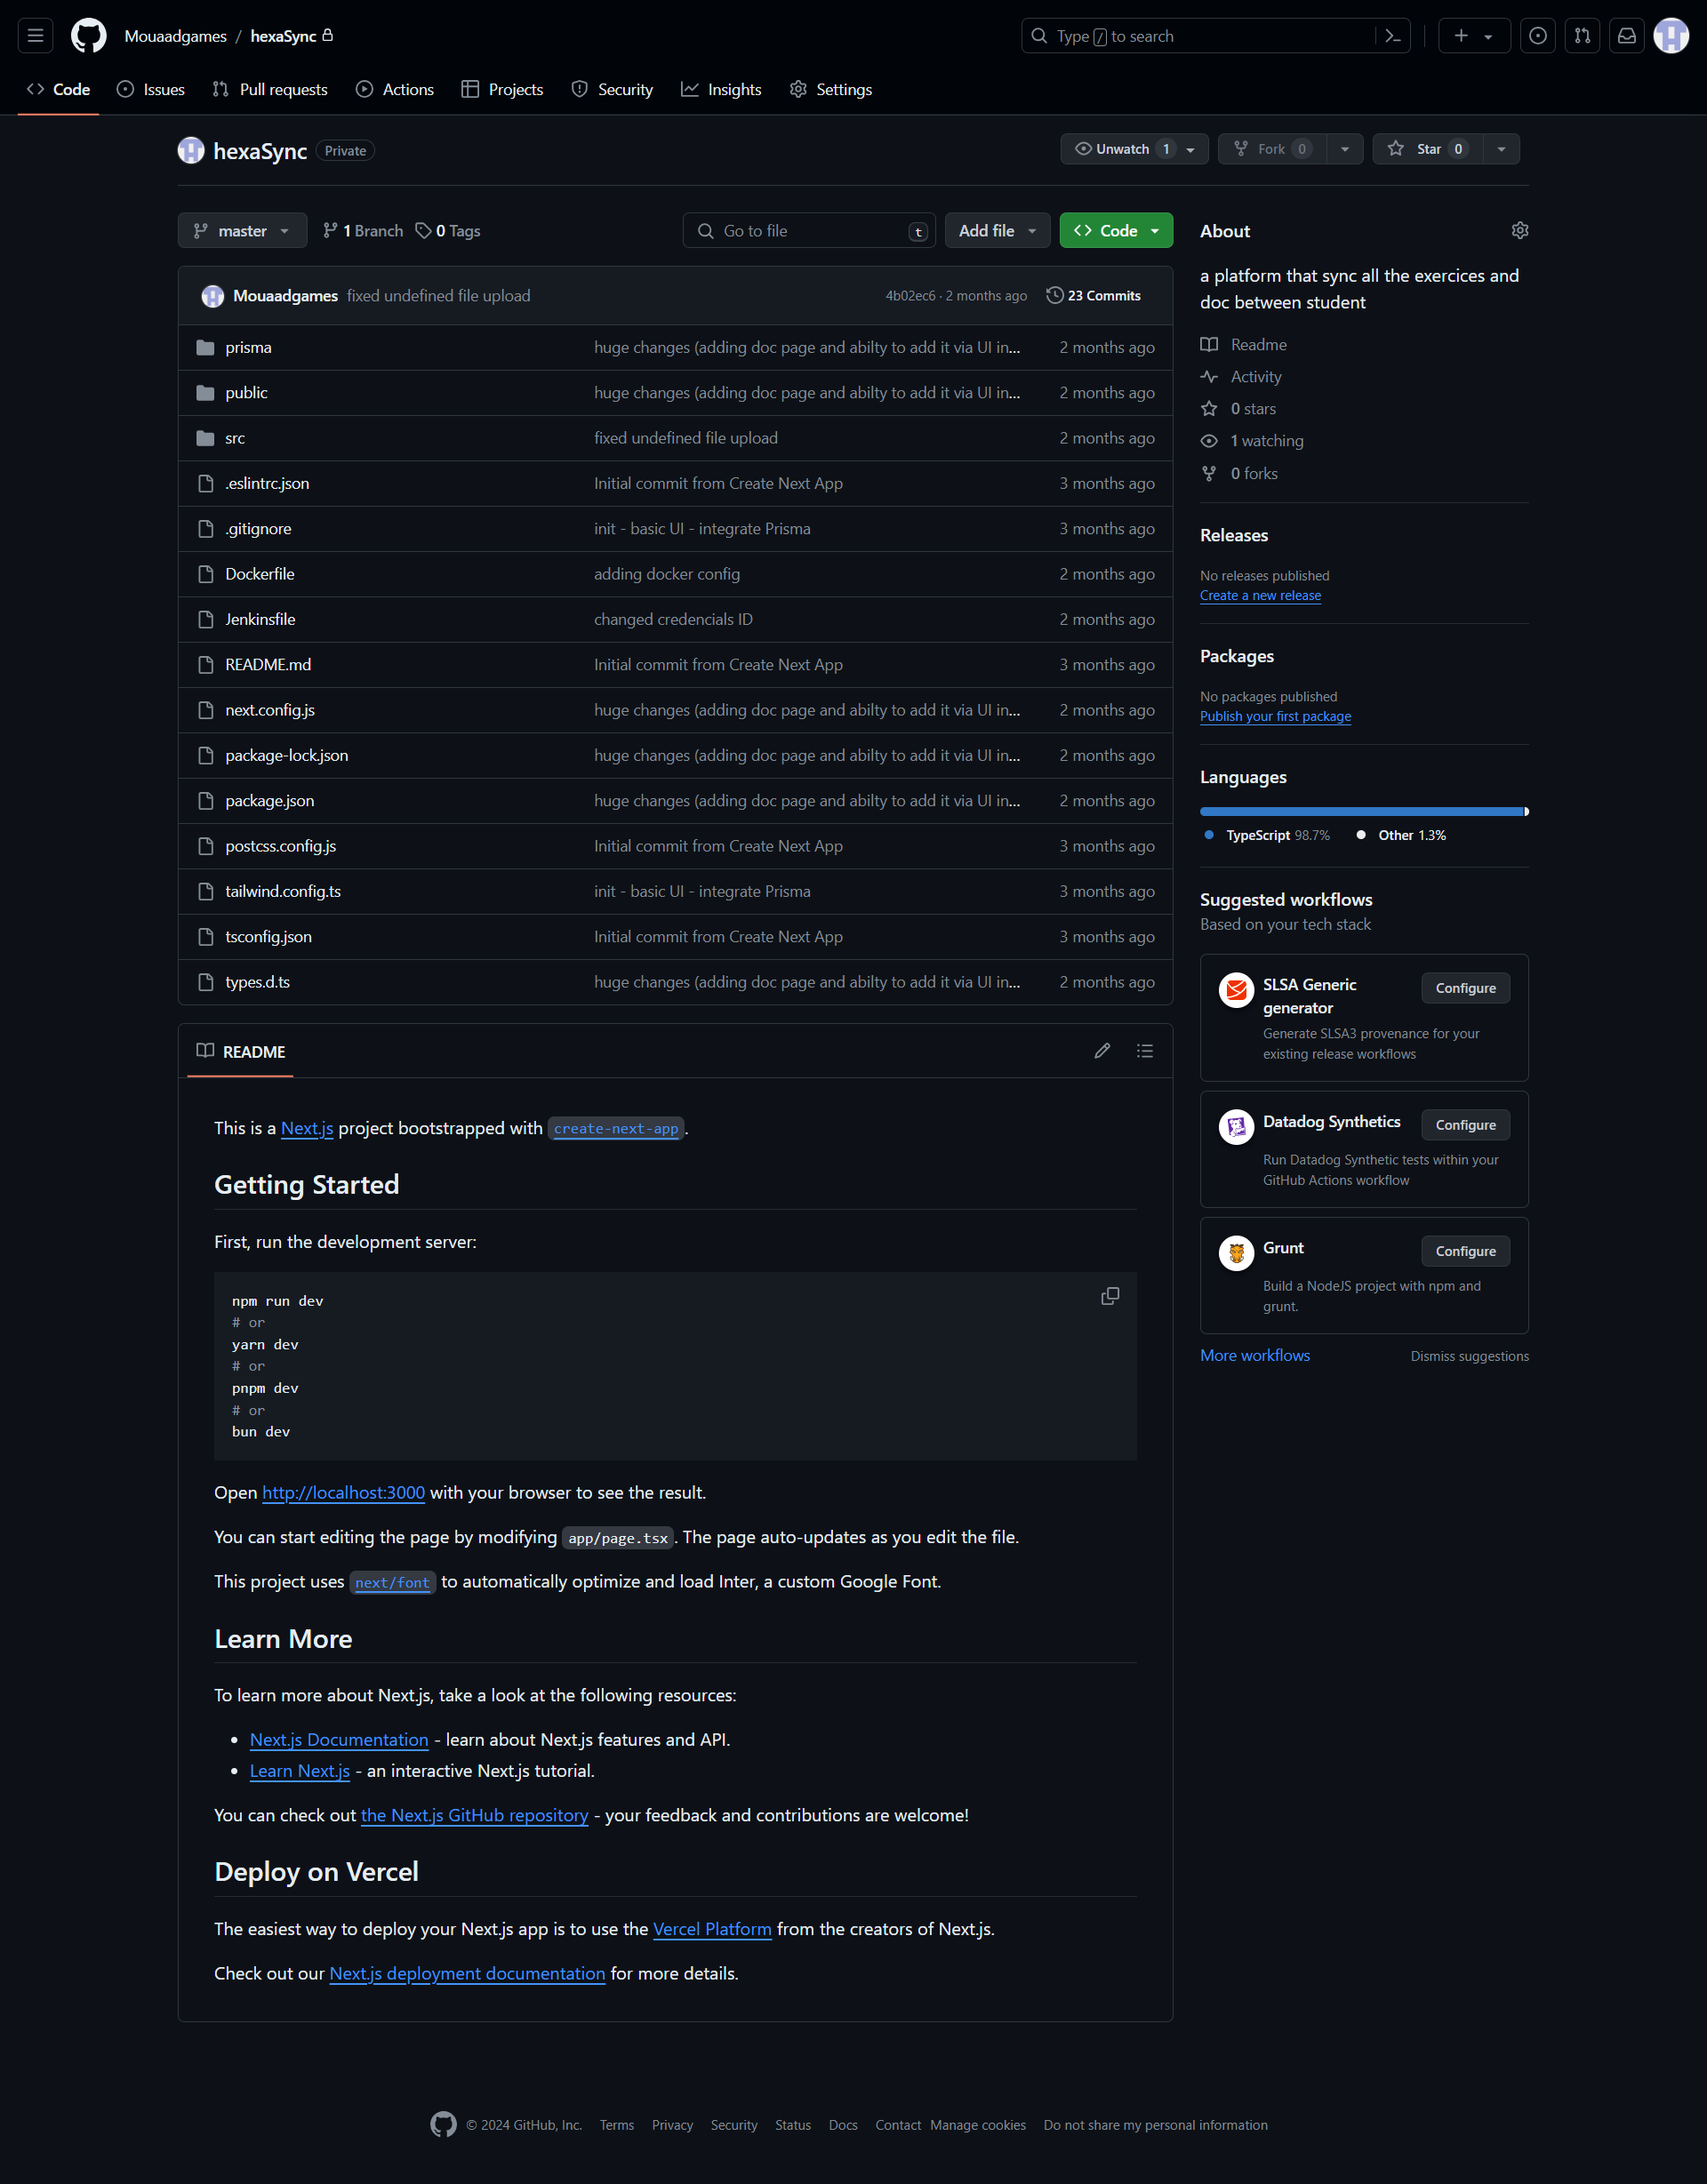 Mouaadgames / hexaSync
Type / to search
Code Issues Pull requests Actions Projects Security Insights Settings
hexaSync Private
Unwatch 1 Fork 0 Star 0
master 1 Branch 0 Tags Go to file t Add file Code
Mouaadgames fixed undefined file upload 4b02ec6 · 2 months ago 23 Commits
prisma huge changes (adding doc page and abilty to add it via UI in... 2 months ago
public huge changes (adding doc page and abilty to add it via UI in... 2 months ago
src fixed undefined file upload 2 months ago
.eslintrc.json Initial commit from Create Next App 3 months ago
.gitignore init - basic UI - integrate Prisma 3 months ago
Dockerfile adding docker config 2 months ago
Jenkinsfile changed credencials ID 2 months ago
README.md Initial commit from Create Next App 3 months ago
next.config.js huge changes (adding doc page and abilty to add it via UI in... 2 months ago
package-lock.json huge changes (adding doc page and abilty to add it via UI in... 2 months ago
package.json huge changes (adding doc page and abilty to add it via UI in... 2 months ago
postcss.config.js Initial commit from Create Next App 3 months ago
tailwind.config.ts init - basic UI - integrate Prisma 3 months ago
tsconfig.json Initial commit from Create Next App 3 months ago
types.d.ts huge changes (adding doc page and abilty to add it via UI in... 2 months ago
README
This is a Next.js project bootstrapped with create-next-app.
Getting Started
First, run the development server:
npm run dev
# or
yarn dev
# or
pnpm dev
# or
bun dev
Open http://localhost:3000 with your browser to see the result.
You can start editing the page by modifying app/page.tsx. The page auto-updates as you edit the file.
This project uses next/font to automatically optimize and load Inter, a custom Google Font.
Learn More
To learn more about Next.js, take a look at the following resources:
• Next.js Documentation - learn about Next.js features and API.
• Learn Next.js - an interactive Next.js tutorial.
You can check out the Next.js GitHub repository - your feedback and contributions are welcome!
Deploy on Vercel
The easiest way to deploy your Next.js app is to use the Vercel Platform from the creators of Next.js.
Check out our Next.js deployment documentation for more details.
About
a platform that sync all the exercices and
doc between student
Readme
Activity
0 stars
1 watching
0 forks
Releases
No releases published
Create a new release
Packages
No packages published
Publish your first package
Languages
TypeScript 98.7% Other 1.3%
Suggested workflows
Based on your tech stack
SLSA Generic
generator
Configure
Generate SLSA3 provenance for your
existing release workflows
Datadog Synthetics Configure
Run Datadog Synthetic tests within your
GitHub Actions workflow
Grunt Configure
Build a NodeJS project with npm and
grunt.
More workflows Dismiss suggestions
© 2024 GitHub, Inc. Terms Privacy Security Status Docs Contact Manage cookies Do not share my personal information